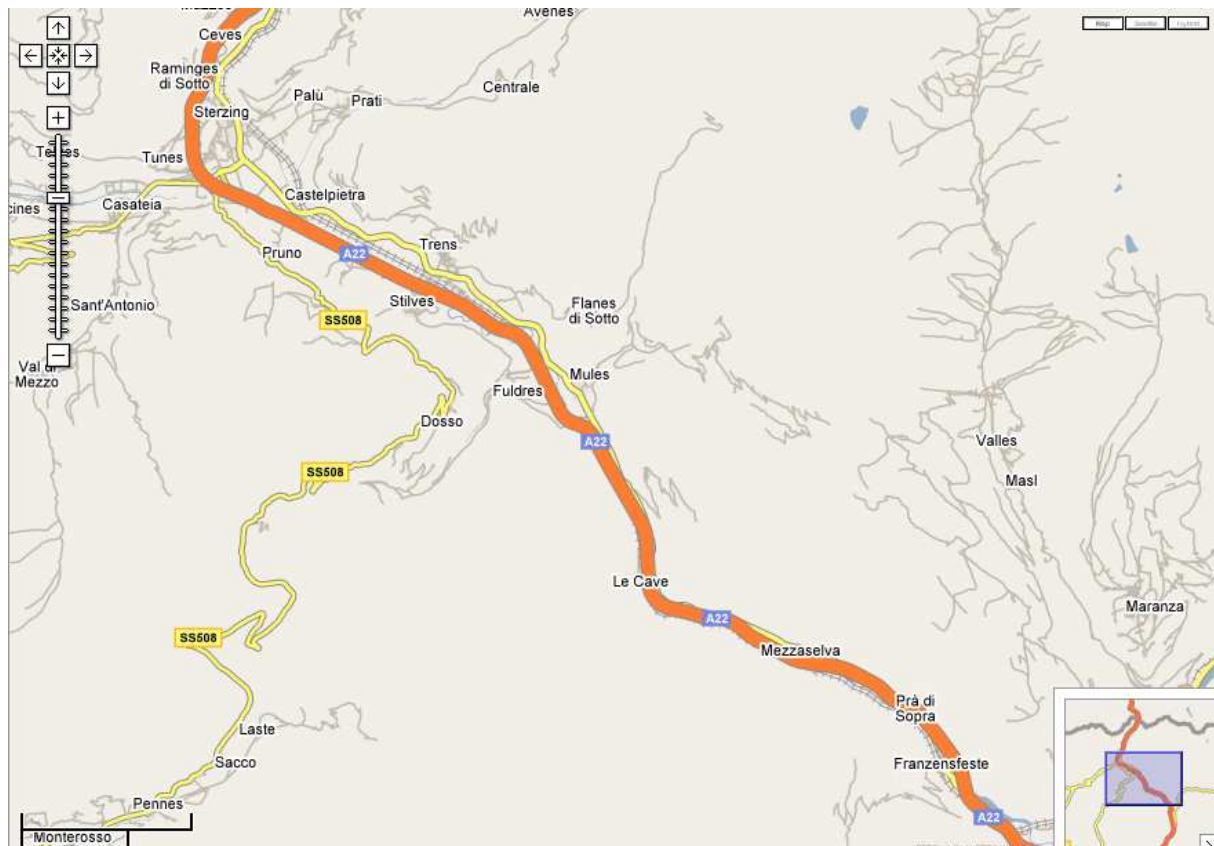 Avenes
Ceves
Map
Raminges
di Sotto
Palù
Prati
Centrale
Sterzing
Tunes
Castelpietra
Casateia
Trens
Pruno
A22
Stilves
Sant'Antonio
Flanes
di Sotto
SS508
Val di
Mezzo
Mules
Fuldres
Dosso
A22
Valles
SS508
Masl
Le Cave
Maranza
A22
SS508
Mezzaselva
Prà di
Sopra
Laste
Sacco
Franzensfeste
Pennes
A22
Monterosso